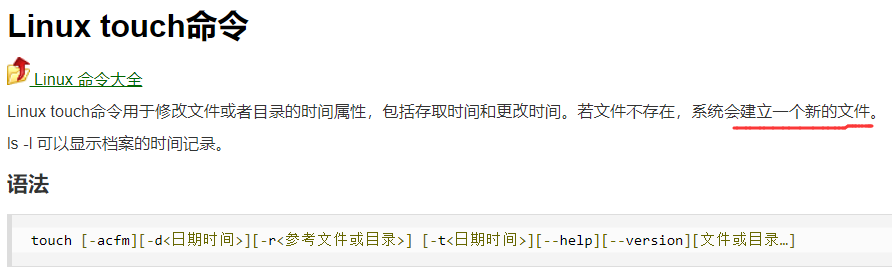 Linux touch命令
Linux 命令大全
Linux touch命令用于修改文件或者目录的时间属性，包括存取时间和更改时间。若文件不存在，系统会建立一个新的文件。
ls -l 可以显示档案的时间记录。
语法
touch [-acfm][-d<日期时间>][-r<参考文件或目录>] [-t<日期时间>][--help][--version][文件或目录…]